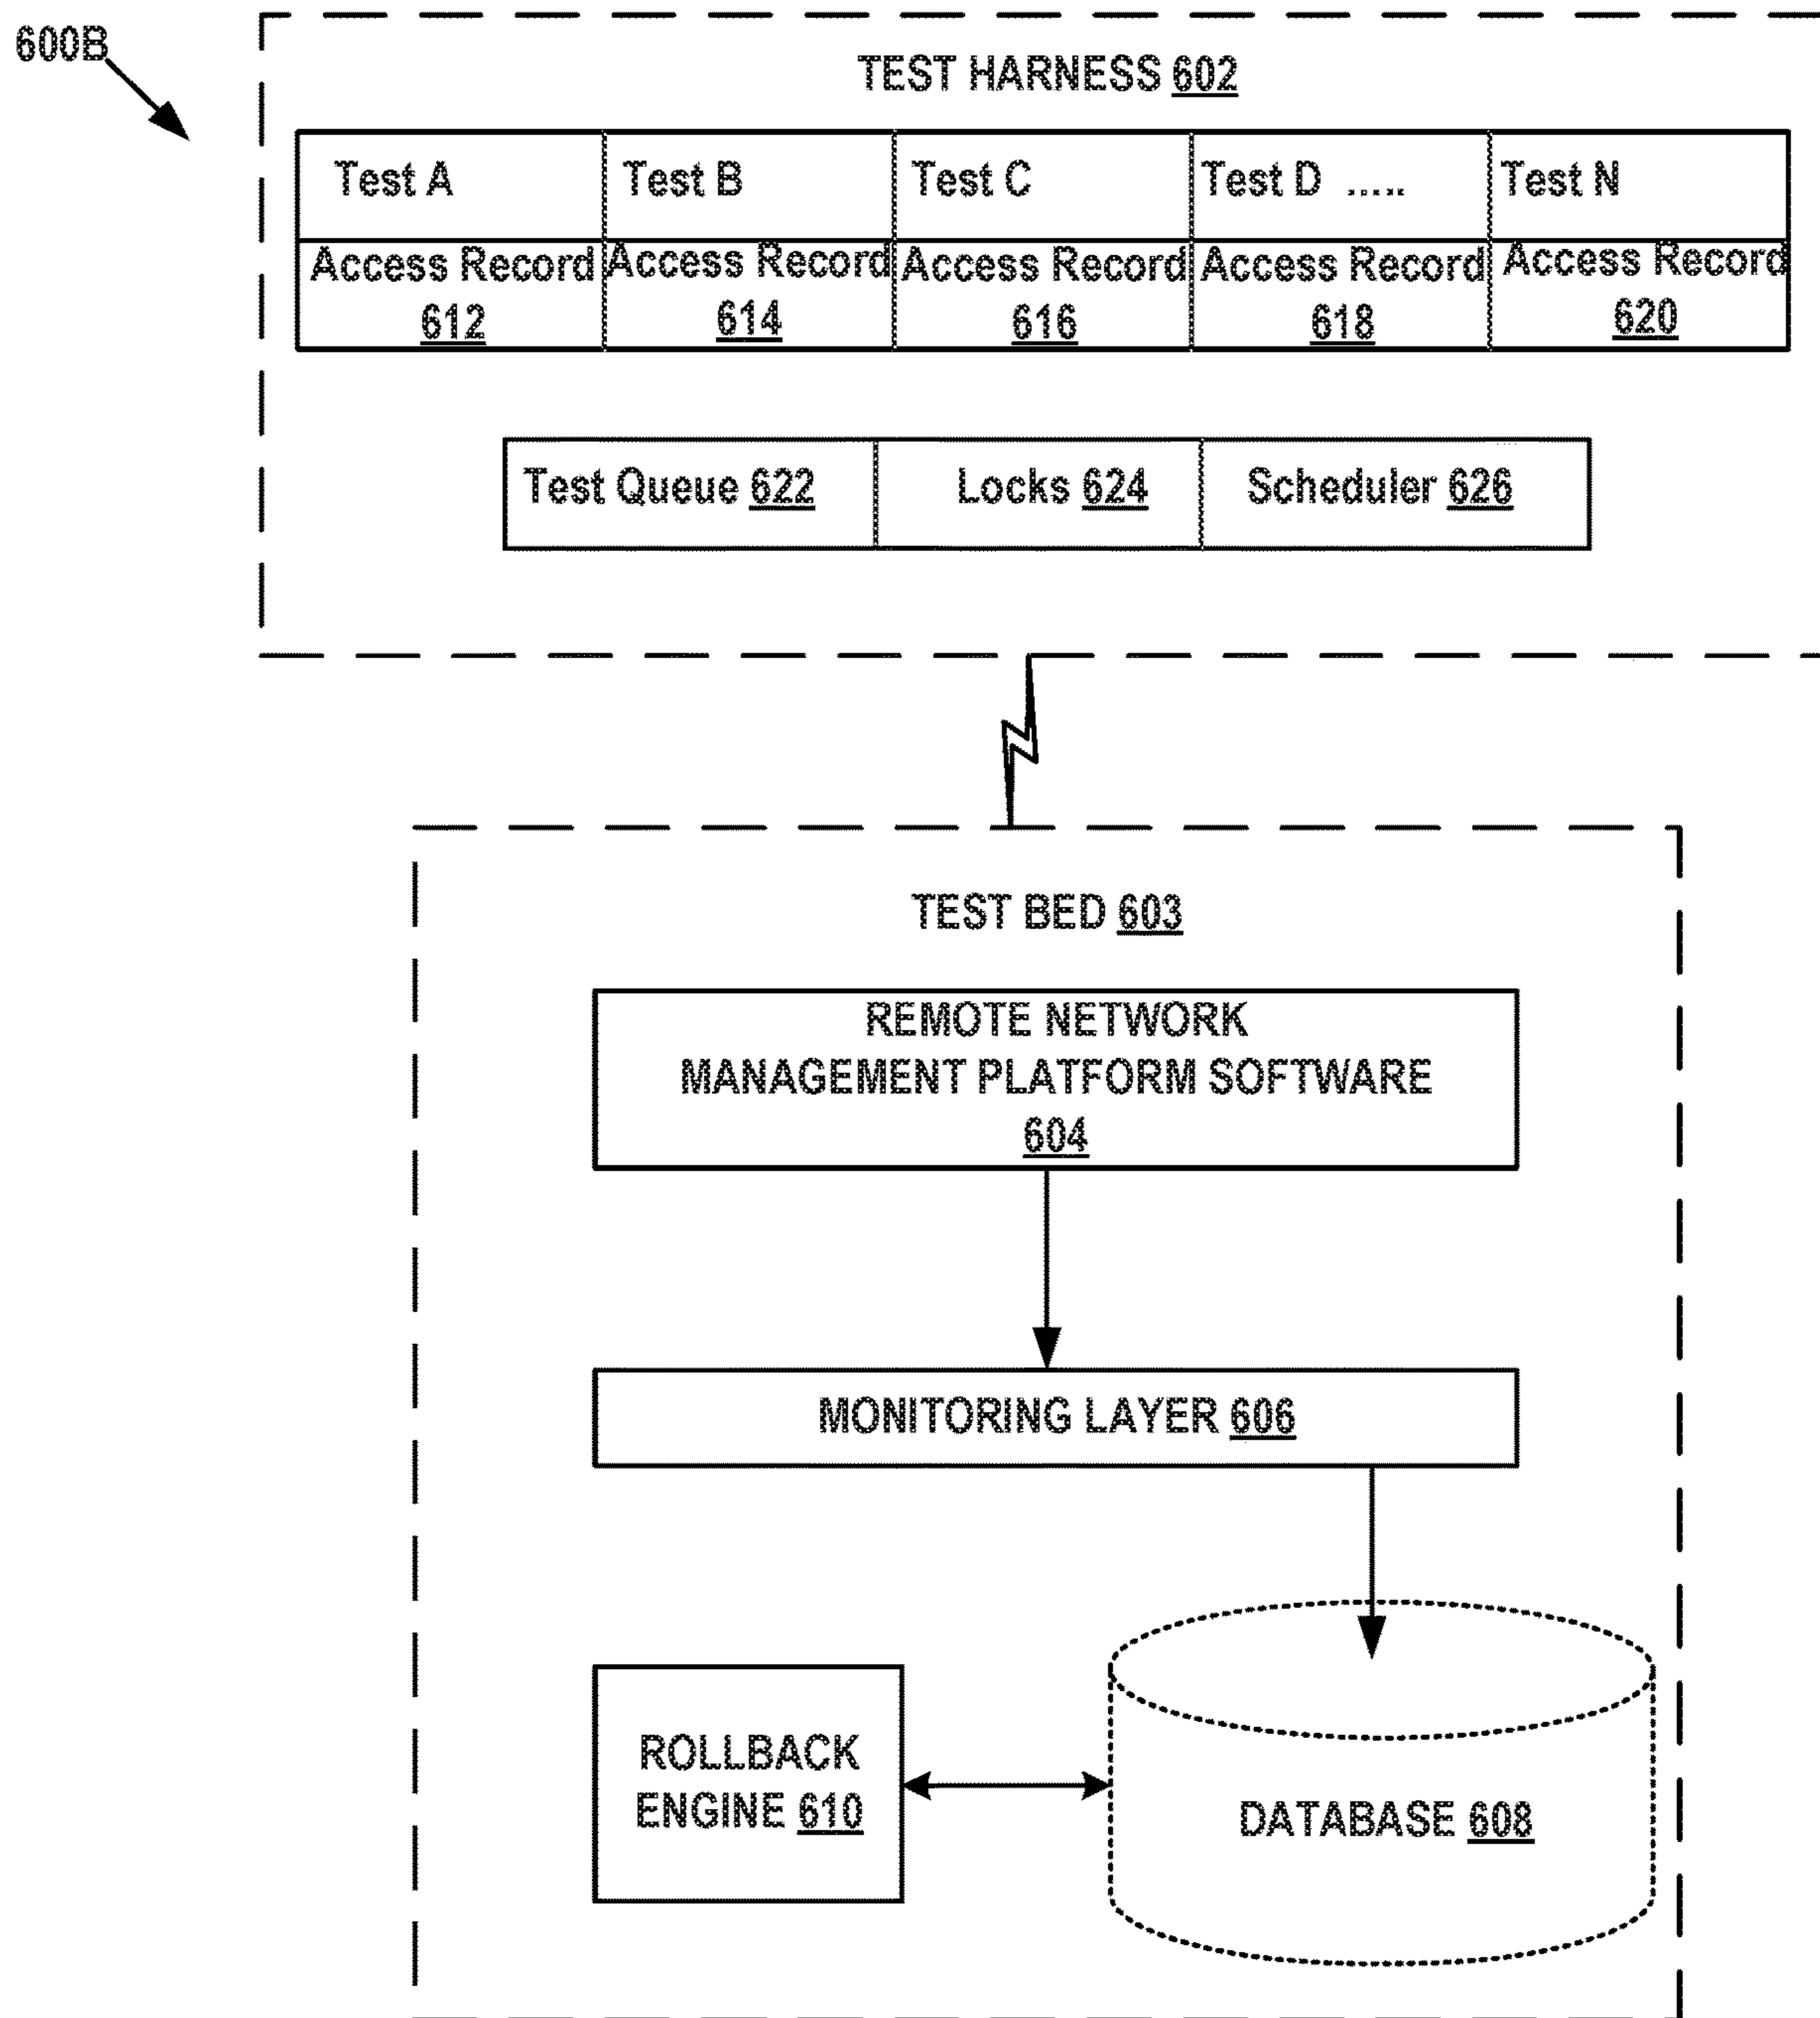 600B
TEST HARNESS 602
Test A
Test B
Test C
Test D .....
Test N
Access Record
612
Access Record
614
Access Record
616
Access Record
618
Access Record
620
Test Queue 622
Locks 624
Scheduler 626
TEST BED 603
REMOTE NETWORK
MANAGEMENT PLATFORM SOFTWARE
604
MONITORING LAYER 606
ROLLBACK
ENGINE 610
DATABASE 608